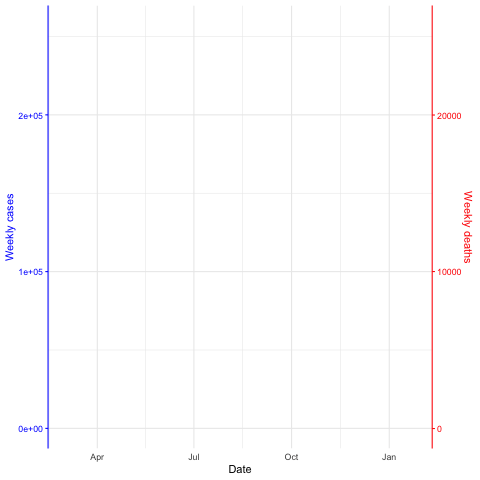 2e+05
1e+05
0e+00
Weekly cases
20000
10000
0
Weekly deaths
Apr Jul Oct Jan
Date